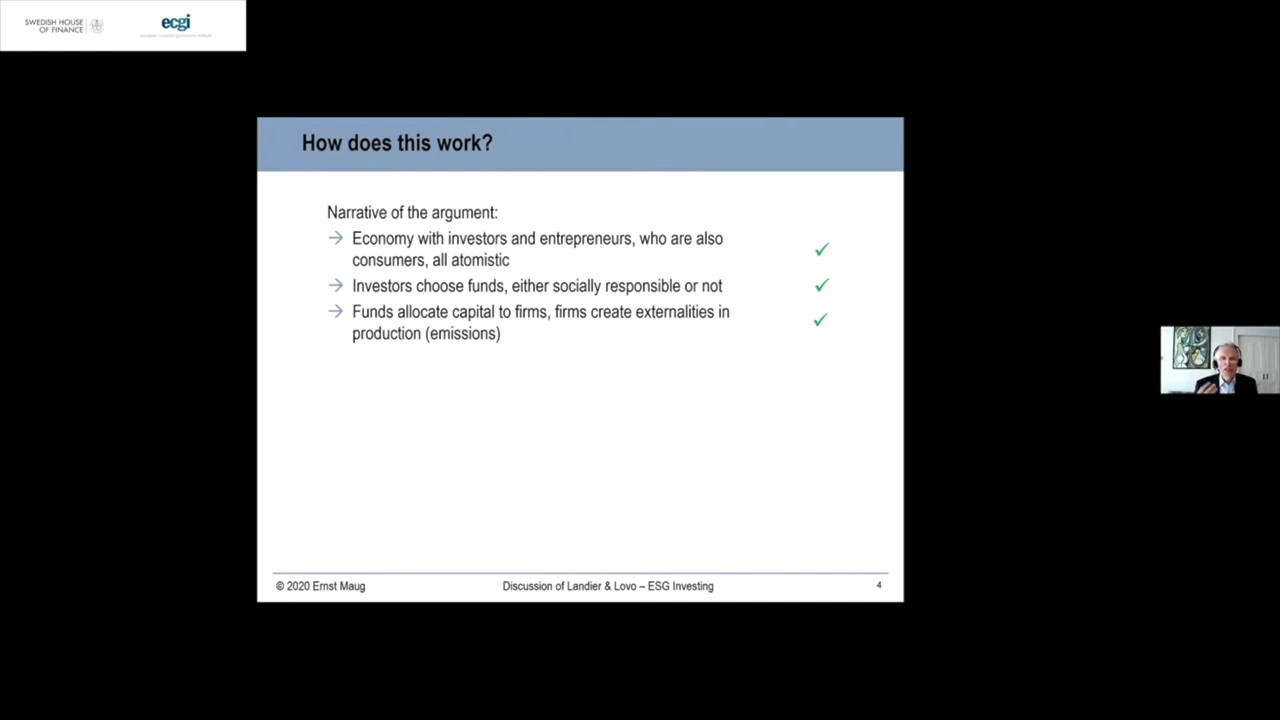 SWEDISH HOUSE
OF FINANCE
ecgi
How does this work?
Narrative of the argument:
Economy with investors and entrepreneurs, who are also
consumers, all atomistic
Investors choose funds, either socially responsible or not
Funds allocate capital to firms, firms create externalities in
production (emissions)
© 2020 Ernst Maug
Discussion of Landier & Lovo – ESG Investing
4